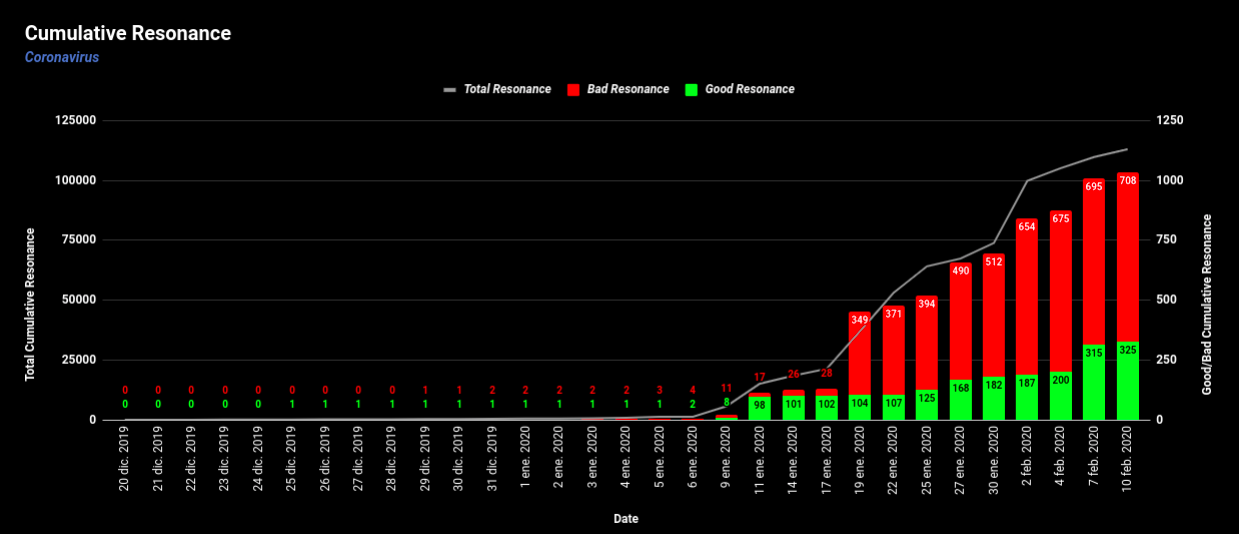 Cumulative Resonance
Coronavirus
Total Resonance Bad Resonance Good Resonance
Total Cumulative Resonance
125000
100000
75000
50000
25000
0
0 0 0 0 0 0 0 0 0 1 1 2 2 2 2 2 3 4 11 17 26 28 349 371 394 490 512 654 675 695 708
0 0 0 0 0 1 1 1 1 1 1 1 1 1 1 1 1 2 8 98 101 102 104 107 125 168 182 187 200 315 325
1250
1000
750
500
250
0
Good/Bad Cumulative Resonance
20 dic. 2019
21 dic. 2019
22 dic. 2019
23 dic. 2019
24 dic. 2019
25 dic. 2019
26 dic. 2019
27 dic. 2019
28 dic. 2019
29 dic. 2019
30 dic. 2019
31 dic. 2019
1 ene. 2020
2 ene. 2020
3 ene. 2020
4 ene. 2020
5 ene. 2020
6 ene. 2020
9 ene. 2020
11 ene. 2020
14 ene. 2020
17 ene. 2020
19 ene. 2020
22 ene. 2020
25 ene. 2020
27 ene. 2020
30 ene. 2020
2 feb. 2020
4 feb. 2020
7 feb. 2020
10 feb. 2020
Date